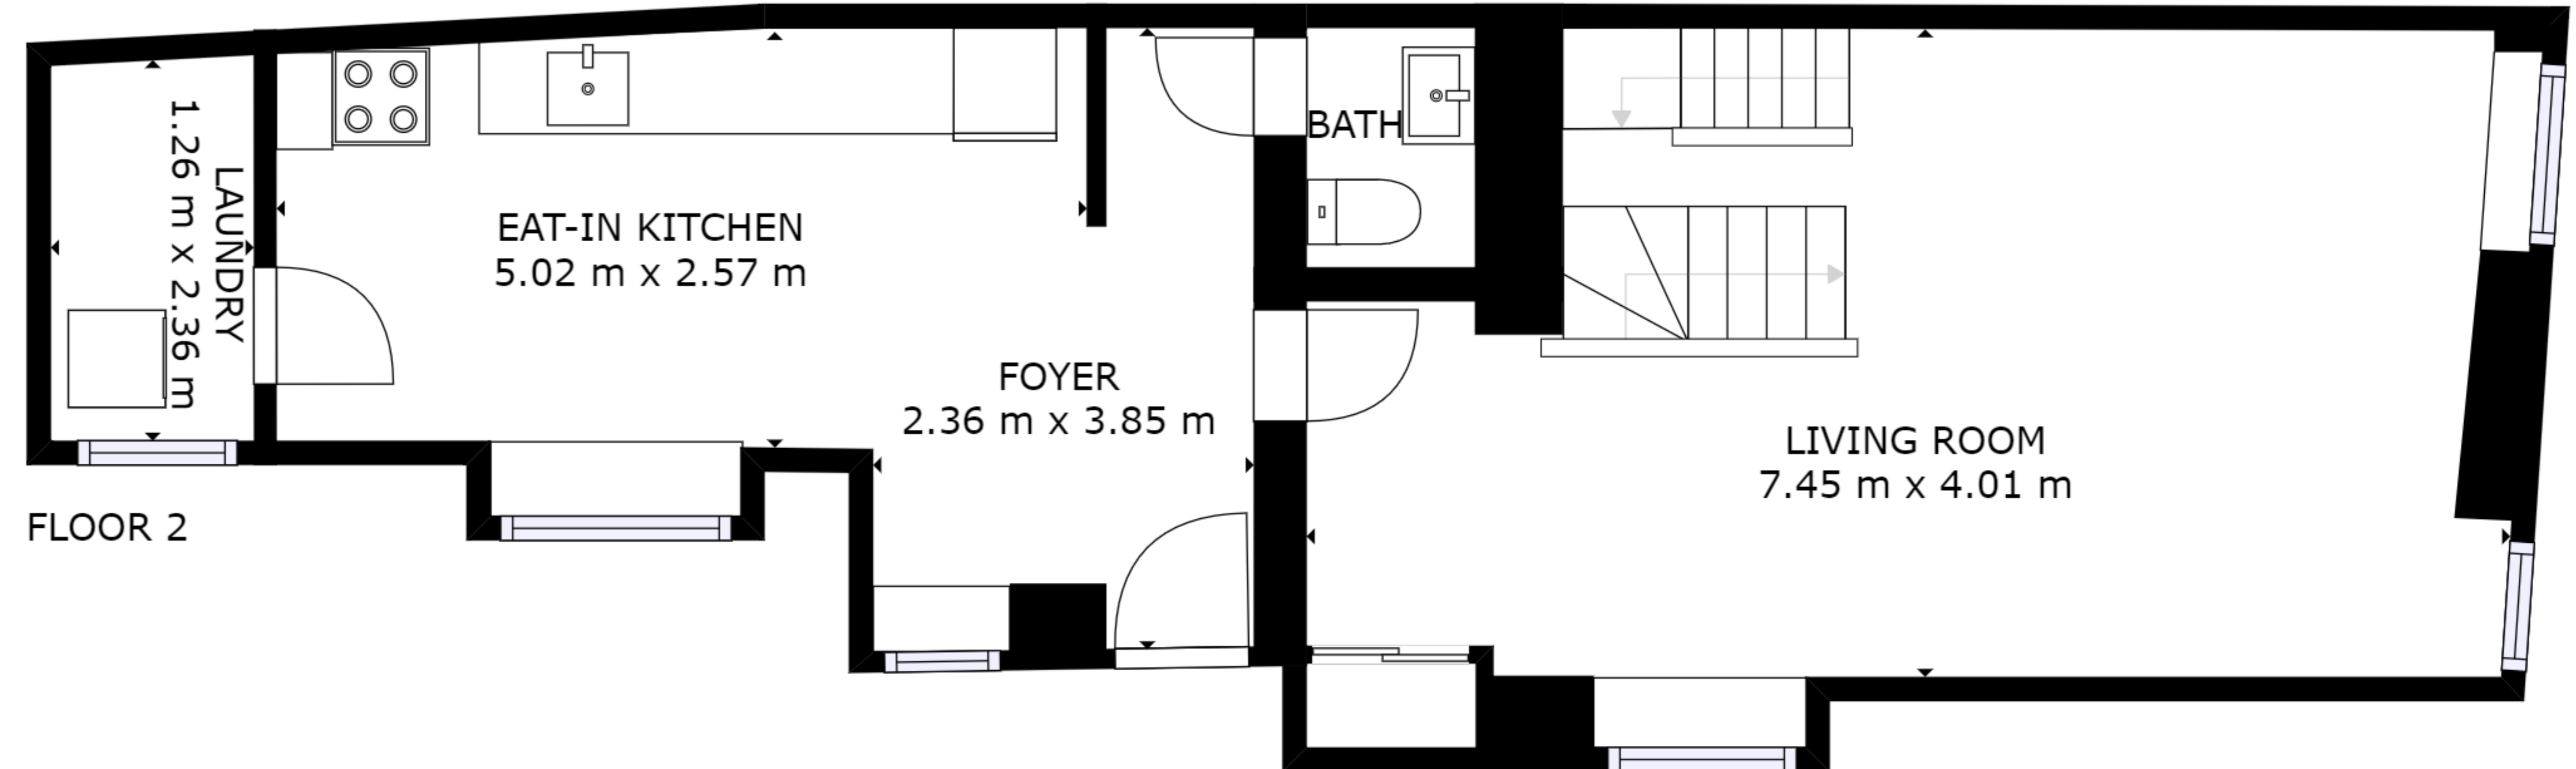 LAUNDRY
1.26 m x 2.36 m
EAT-IN KITCHEN
5.02 m x 2.57 m
BATH
FOYER
2.36 m x 3.85 m
LIVING ROOM
7.45 m x 4.01 m
FLOOR 2